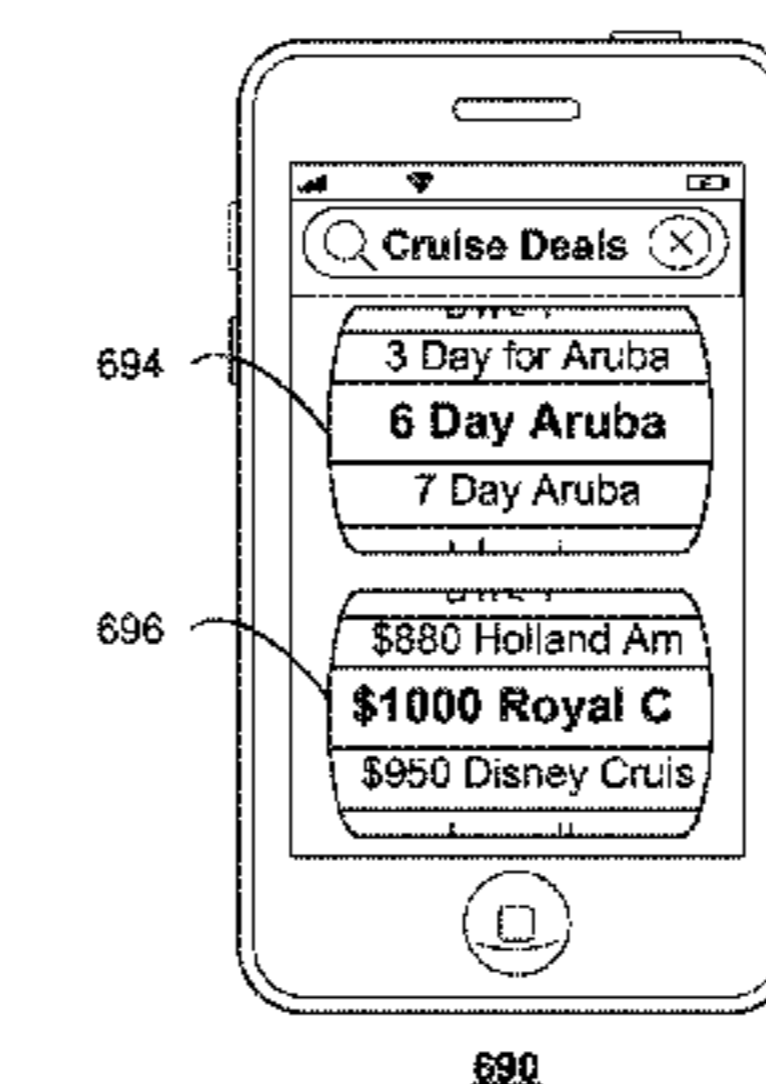 Cruise Deals
3 Day for Aruba
694
6 Day Aruba
7 Day Aruba
696
$880 Holland Am
$1000 Royal C
$950 Disney Cruis
690